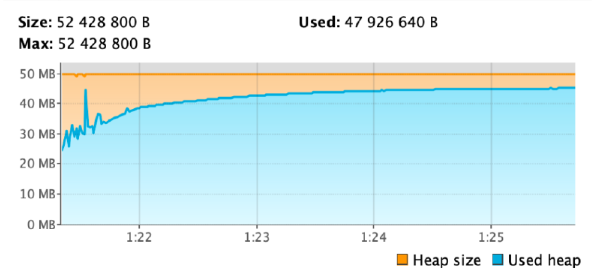 Size: 52 428 800 B Used: 47 926 640 B
Max: 52 428 800 B
50 MB
40 MB
30 MB
20 MB
10 MB
0 MB
1:22 1:23 1:24 1:25
Heap size Used heap